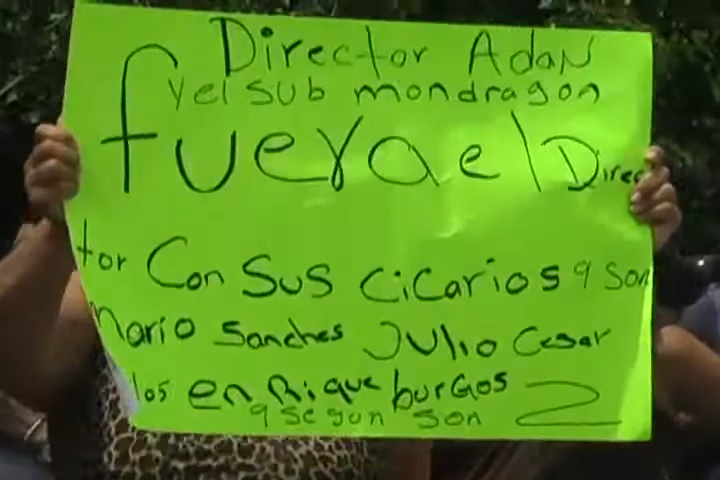 Director Adan
y el sub mondragon
fuera el Direc
tor Con Sus Cicarios q son
Mario Sanches Julio Cesar
los enRique burGos
q segun son Z